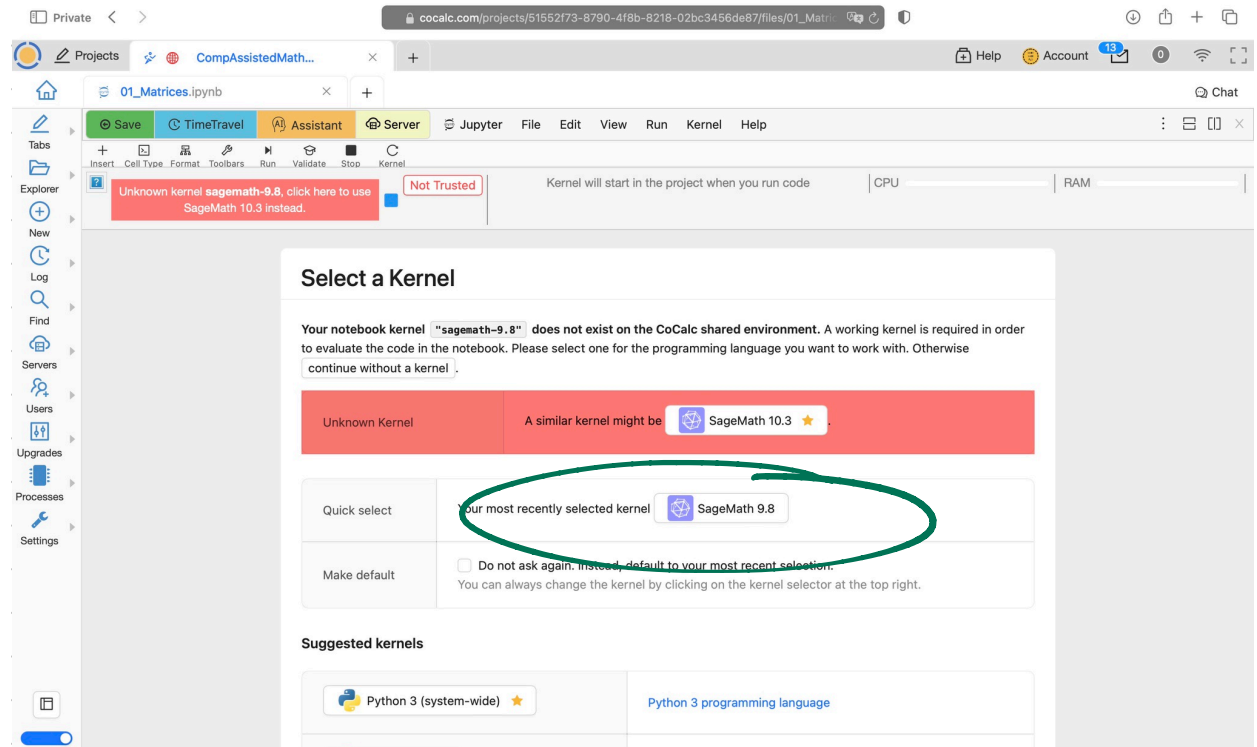 Private
cocalc.com/projects/51552f73-8790-4f8b-8218-02bc3456de87/files/01_Matric
Projects
CompAssistedMath...
Help
Account
13
0
01_Matrices.ipynb
Chat
Save
TimeTravel
AI Assistant
Server
Jupyter
File
Edit
View
Run
Kernel
Help
Tabs
Insert
Cell Type
Format
Toolbars
Run
Validate
Stop
Kernel
Explorer
Unknown kernel sagemath-9.8, click here to use
SageMath 10.3 instead.
Not Trusted
Kernel will start in the project when you run code
CPU
RAM
New
Log
Find
Servers
Users
Upgrades
Processes
Settings
Select a Kernel
Your notebook kernel "sagemath-9.8" does not exist on the CoCalc shared environment. A working kernel is required in order
to evaluate the code in the notebook. Please select one for the programming language you want to work with. Otherwise
continue without a kernel .
Unknown Kernel
A similar kernel might be SageMath 10.3 .
Quick select
Your most recently selected kernel SageMath 9.8
Make default
Do not ask again. Instead, default to your most recent selection.
You can always change the kernel by clicking on the kernel selector at the top right.
Suggested kernels
Python 3 (system-wide)
Python 3 programming language